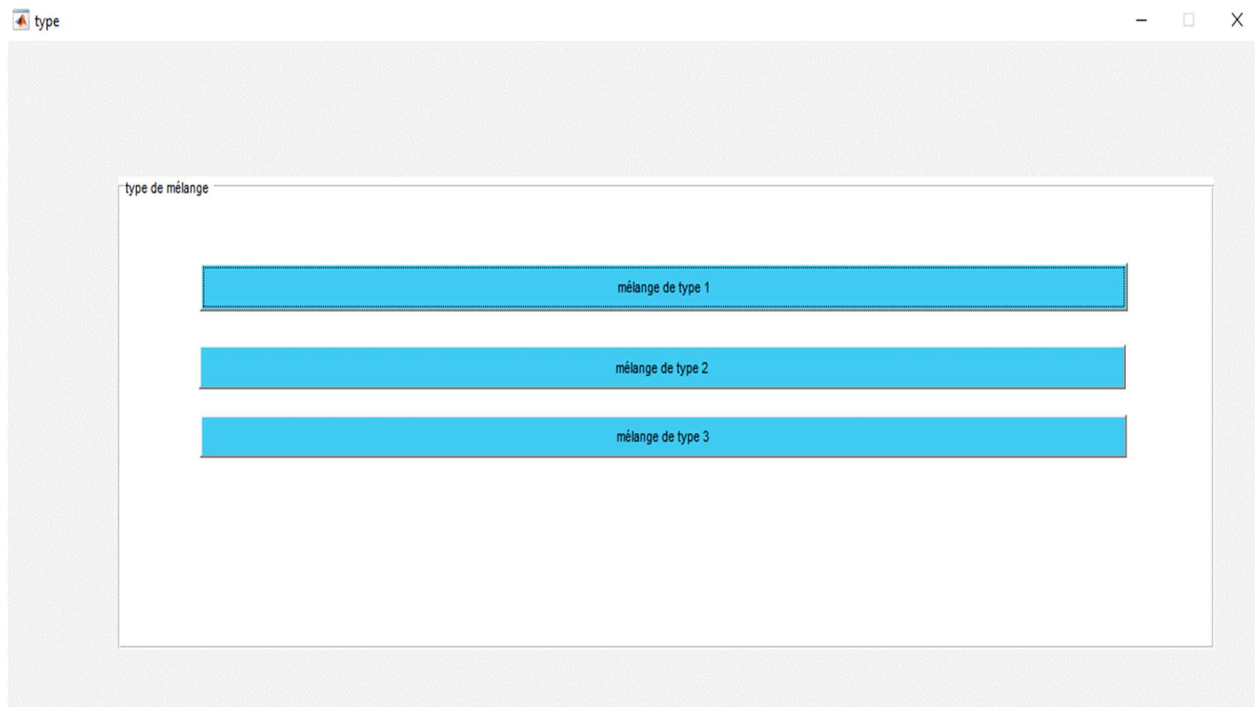 type
type de mélange
mélange de type 1
mélange de type 2
mélange de type 3